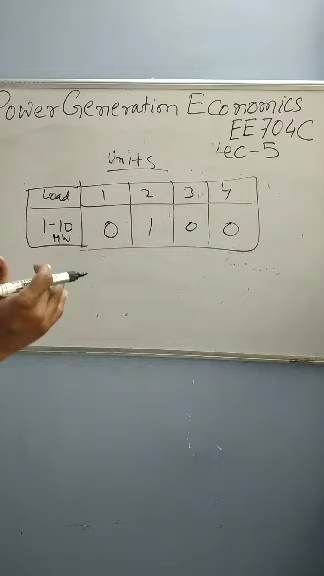 Power Generation Economics
EE704C
Lec-5
Units
Load 1 2 3 4
1-10 0 1 0 0
MW